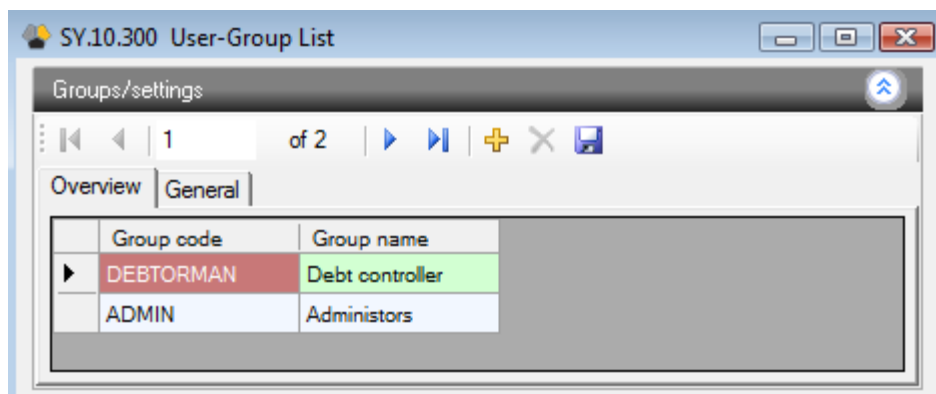 SY.10.300 User-Group List
Groups/settings
1 of 2
Overview General
Group code Group name
DEBTORMAN Debt controller
ADMIN Administors